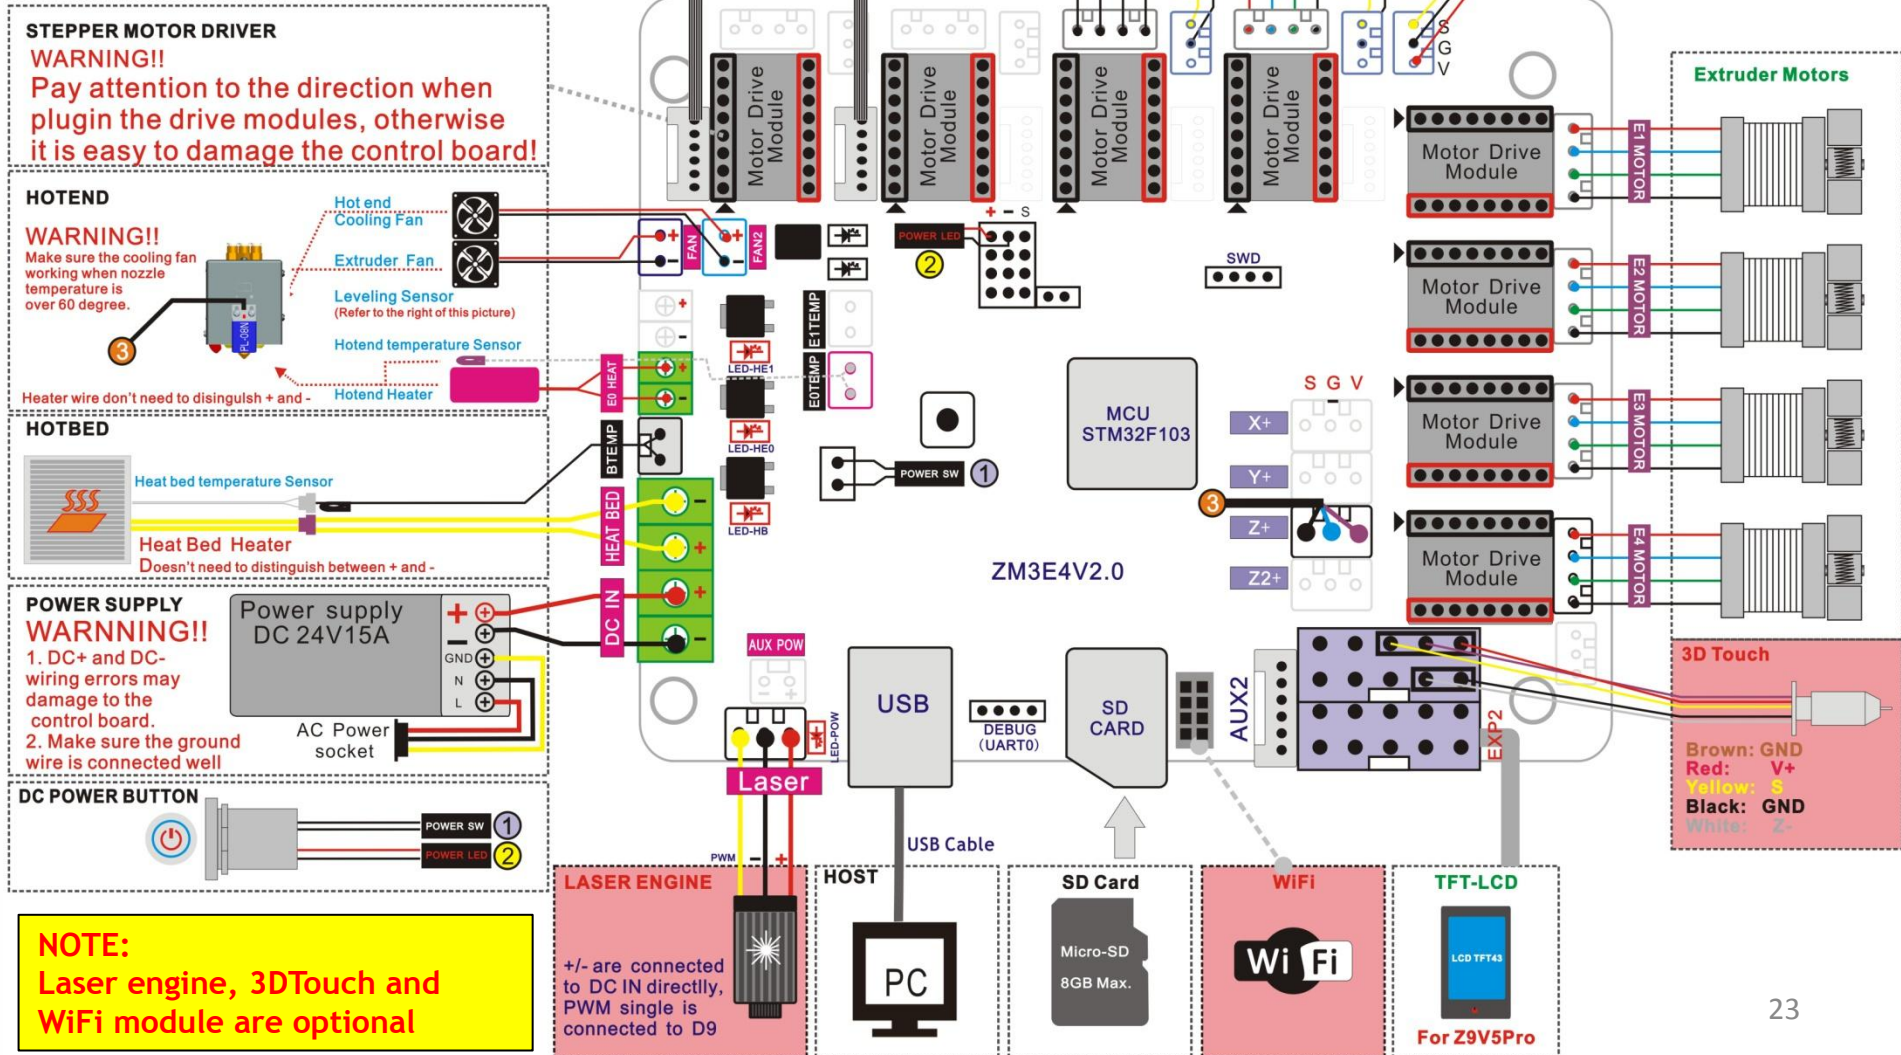 STEPPER MOTOR DRIVER
WARNING!!
Pay attention to the direction when
plugin the drive modules, otherwise
it is easy to damage the control board!
HOTEND
WARNING!!
Make sure the cooling fan
working when nozzle
temperature is
over 60 degree.
Hot end
Cooling Fan
Extruder Fan
Leveling Sensor
(Refer to the right of this picture)
Hotend temperature Sensor
Hotend Heater
PL-08N
3
Heater wire don't need to disingulsh + and -
HOTBED
Heat bed temperature Sensor
Heat Bed Heater
Doesn't need to distinguish between + and -
POWER SUPPLY
WARNNING!!
1. DC+ and DC-
wiring errors may
damage to the
control board.
2. Make sure the ground
wire is connected well
Power supply
DC 24V15A
+
−
GND
N
L
AC Power
socket
DC POWER BUTTON
POWER SW 1
POWER LED 2
NOTE:
Laser engine, 3DTouch and
WiFi module are optional
Motor Drive
Module
Motor Drive
Module
Motor Drive
Module
Motor Drive
Module
S
G
V
FAN
+
-
FAN2
+
-
+
-
E0 HEAT
+
-
BTEMP
HEAT BED
-
+
DC IN
+
-
LED-HE1
LED-HE0
LED-HB
E1TEMP
E0TEMP
POWER LED
2
+ − S
SWD
POWER SW 1
MCU
STM32F103
S G V
-
X+
Y+
3
Z+
Z2+
ZM3E4V2.0
AUX POW
- +
LED-POW
Laser
PWM − +
USB
USB Cable
DEBUG
(UART0)
SD
CARD
AUX2
EXP2
Extruder Motors
Motor Drive
Module
E1 MOTOR
Motor Drive
Module
E2 MOTOR
Motor Drive
Module
E3 MOTOR
Motor Drive
Module
E4 MOTOR
3D Touch
Brown: GND
Red: V+
Yellow: S
Black: GND
White: Z-
LASER ENGINE
+/- are connected
to DC IN directlly,
PWM single is
connected to D9
HOST
PC
SD Card
Micro-SD
8GB Max.
WiFi
Wi Fi
TFT-LCD
LCD TFT43
For Z9V5Pro
23